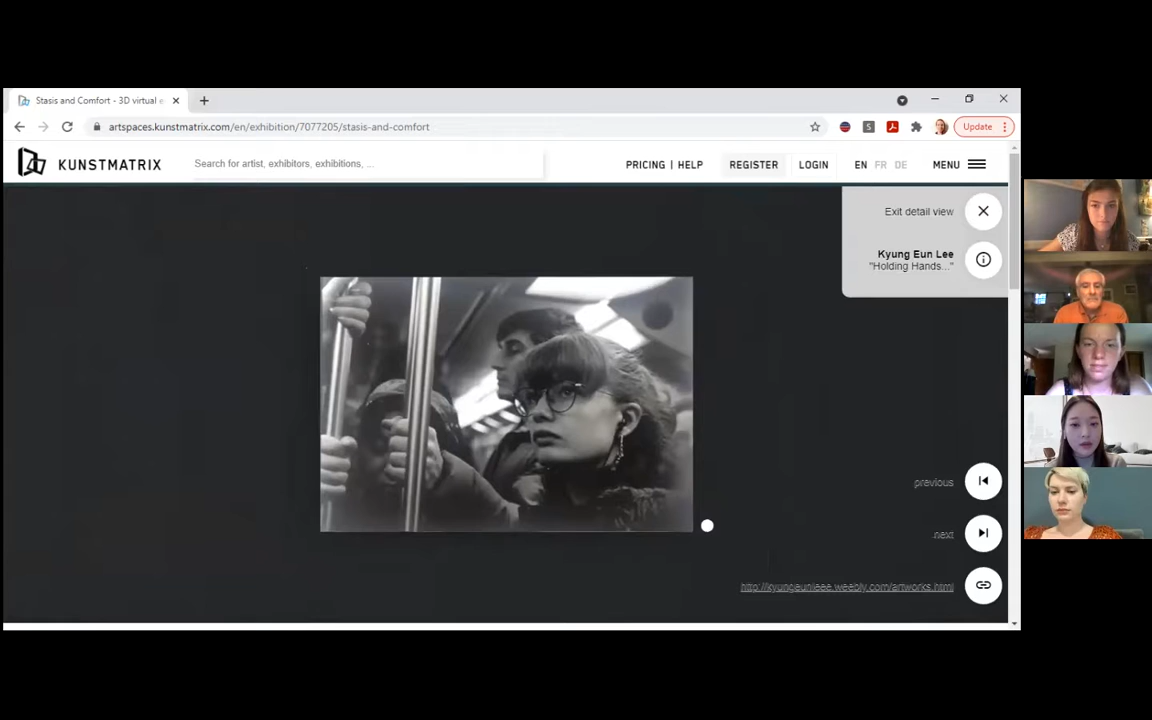 Stasis and Comfort - 3D virtual e
artspaces.kunstmatrix.com/en/exhibition/7077205/stasis-and-comfort
S
Update
KUNSTMATRIX
Search for artist, exhibitors, exhibitions, ...
PRICING | HELP
REGISTER
LOGIN
EN FR DE
MENU
Exit detail view
Kyung Eun Lee
"Holding Hands..."
previous
next
http://kyungeunleee.weebly.com/artworks.html